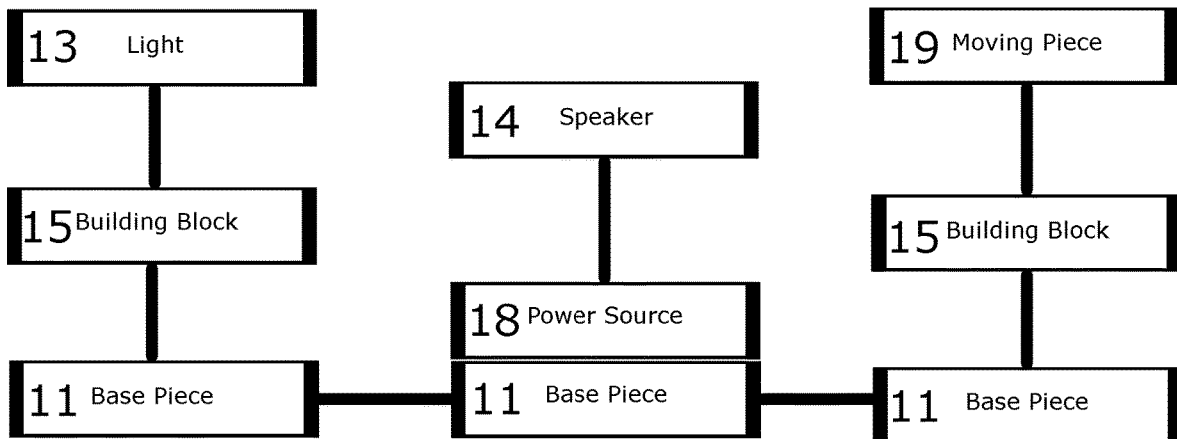 13 Light
19 Moving Piece
14 Speaker
15 Building Block
15 Building Block
18 Power Source
11 Base Piece
11 Base Piece
11 Base Piece